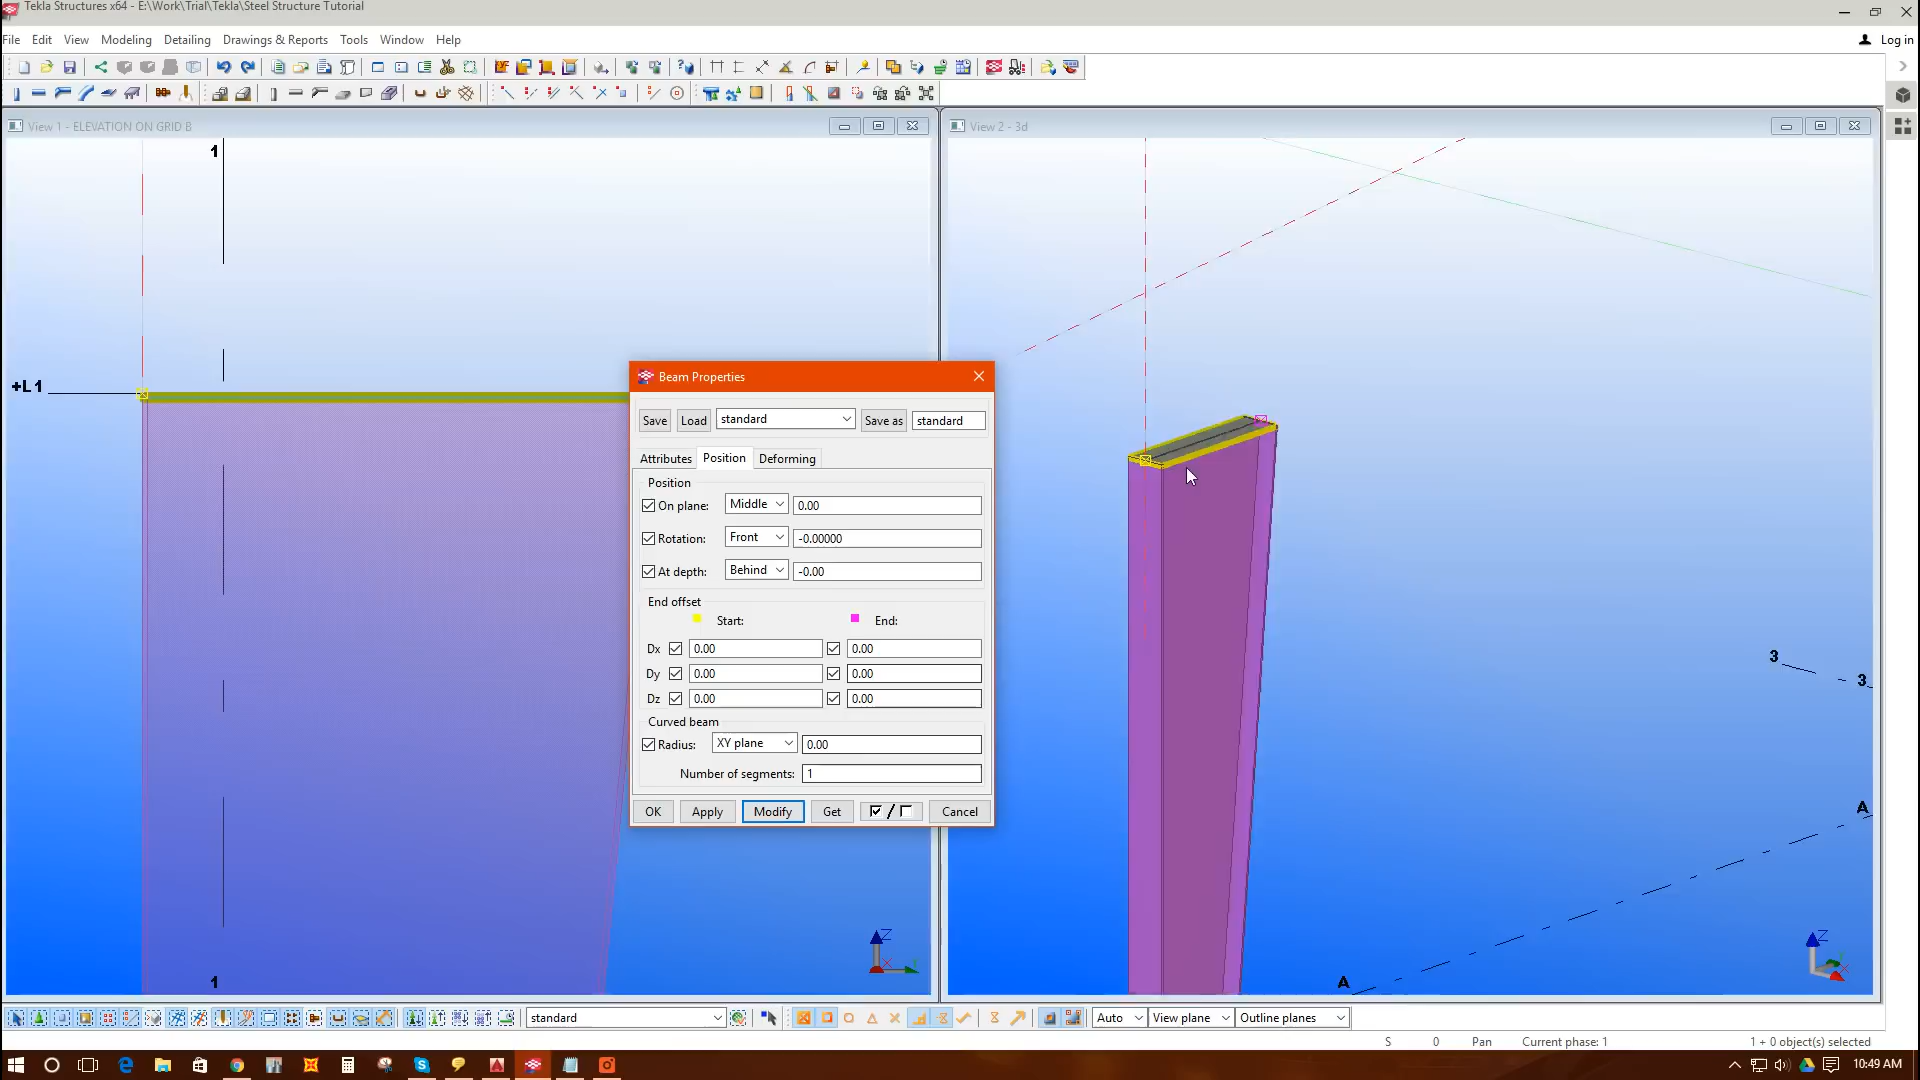 Tekla Structures x64 - E:\Work\Trial\Tekla\Steel Structure Tutorial
File Edit View Modeling Detailing Drawings & Reports Tools Window Help
Log in
View 1 - ELEVATION ON GRID B
View 2 - 3d
1
+L1
Beam Properties
Save Load standard Save as standard
Attributes Position Deforming
Position
On plane: Middle 0.00
Rotation: Front -0.00000
At depth: Behind -0.00
End offset
Start: End:
Dx 0.00 0.00
Dy 0.00 0.00
Dz 0.00 0.00
Curved beam
Radius: XY plane 0.00
Number of segments: 1
OK Apply Modify Get / Cancel
3
3
A
Z
X
1
Z
X
A
standard
Auto View plane Outline planes
S 0 Pan Current phase: 1 1 + 0 object(s) selected
10:49 AM